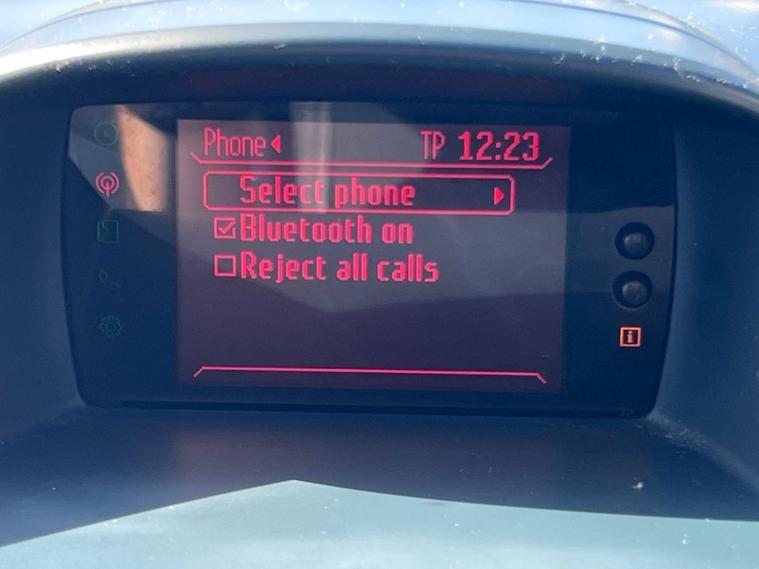 Phone
TP 12:23
Select phone
Bluetooth on
Reject all calls
i